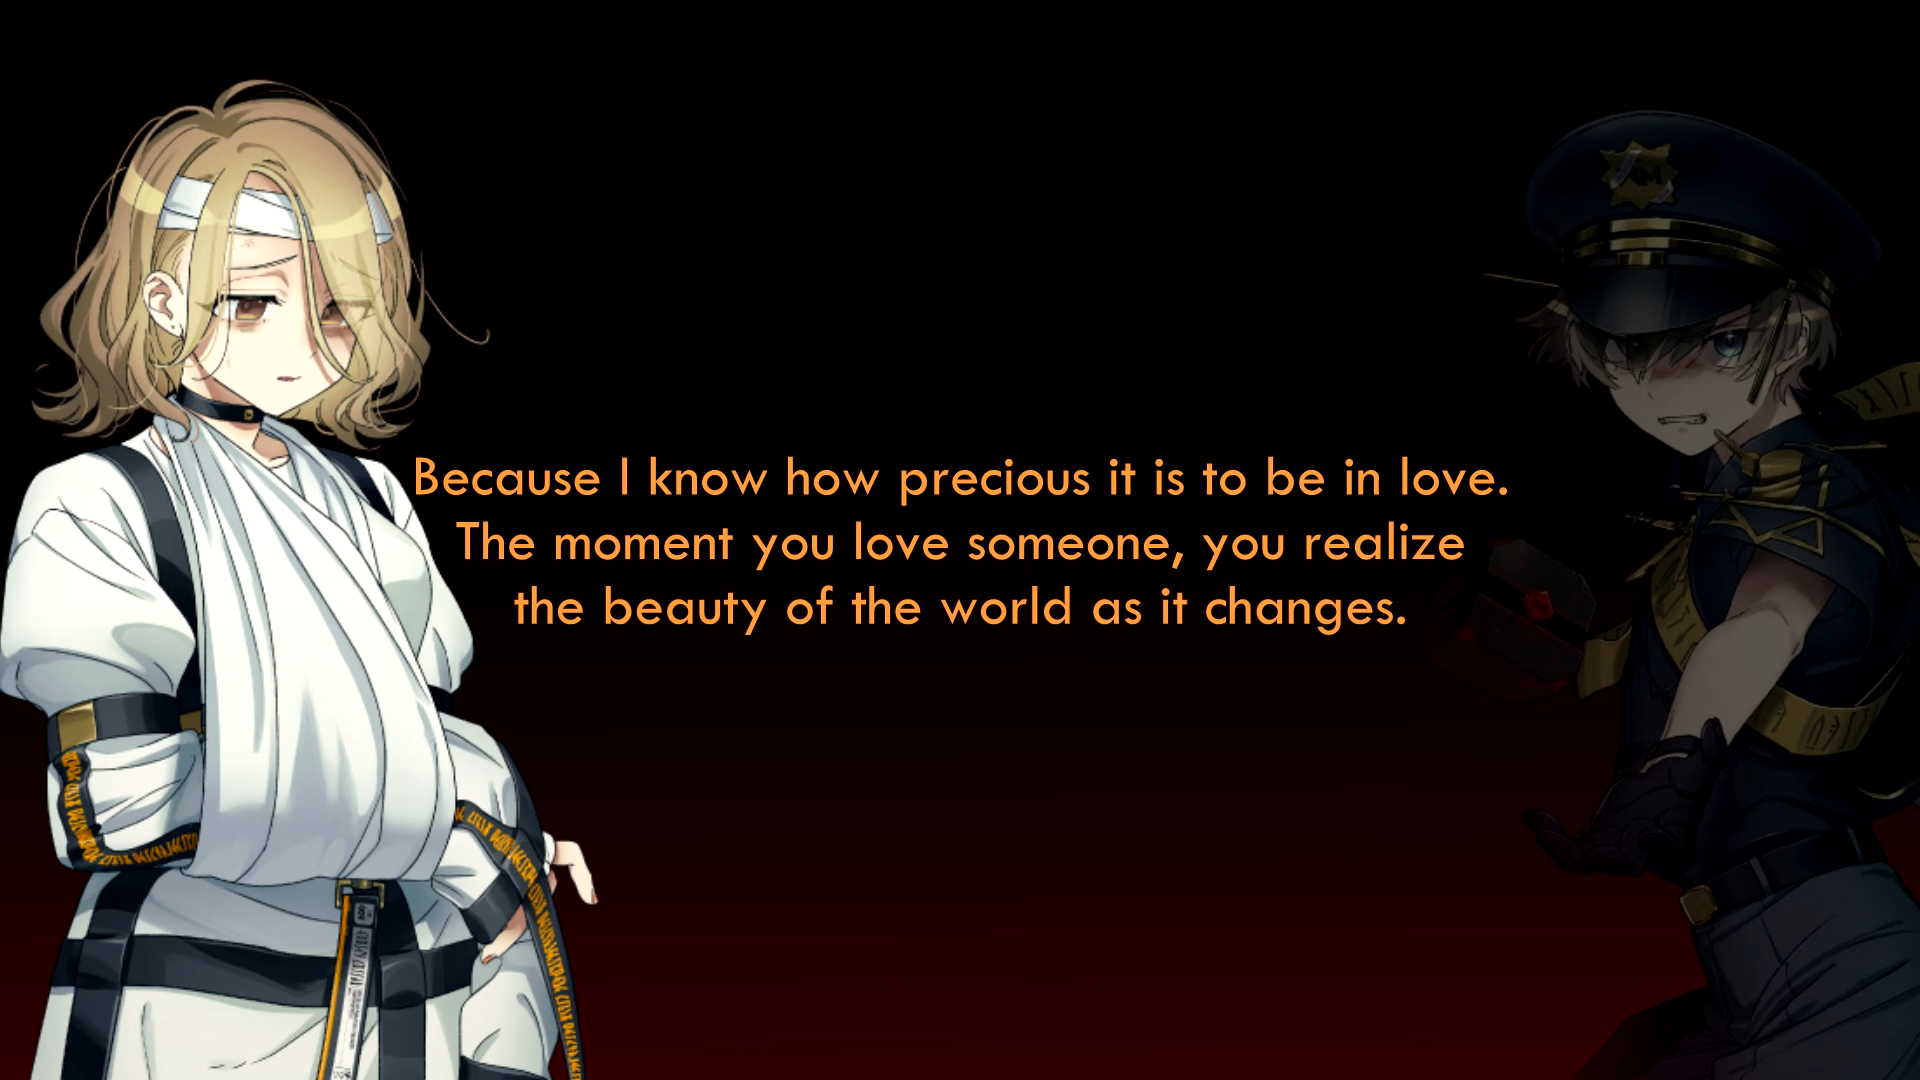 Because I know how precious it is to be in love.
The moment you love someone, you realize
the beauty of the world as it changes.